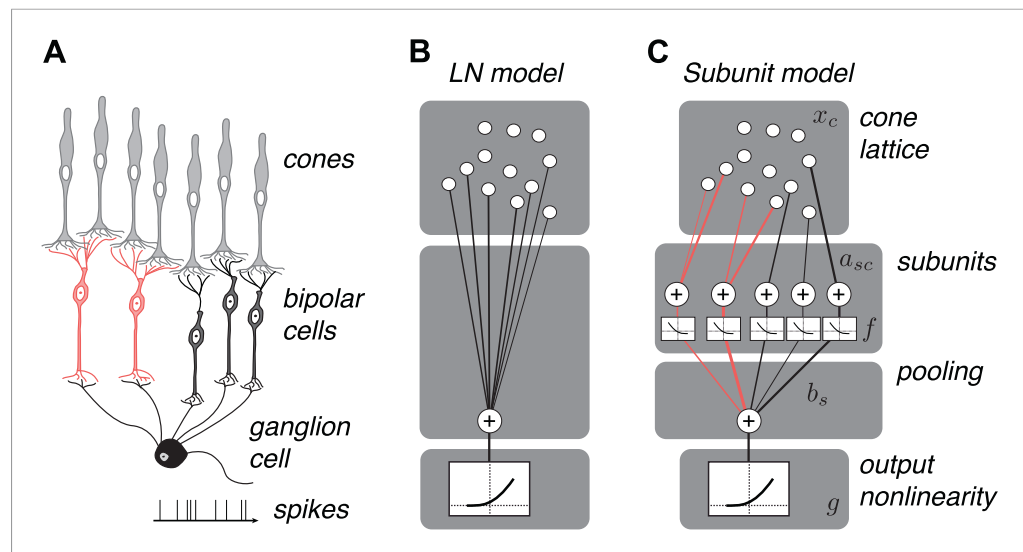 A
cones
bipolar
cells
ganglion
cell
spikes
B
LN model
+
C
Subunit model
x_c
cone
lattice
a_sc
subunits
+ + + + +
f
pooling
b_s
+
output
nonlinearity
g